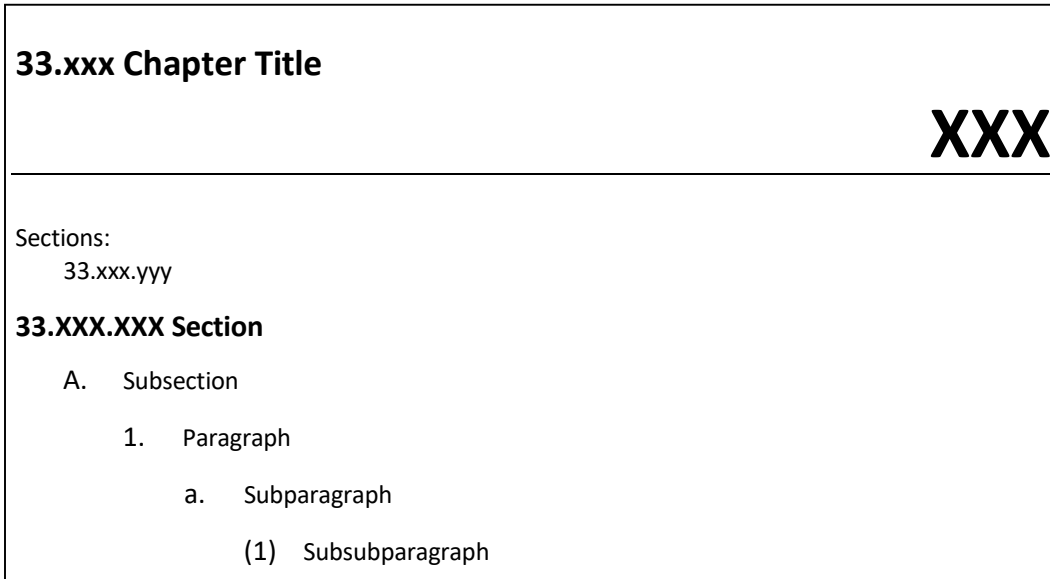 33.xxx Chapter Title
XXX
Sections:
33.xxx.yyy
33.XXX.XXX Section
A. Subsection
1. Paragraph
a. Subparagraph
(1) Subsubparagraph